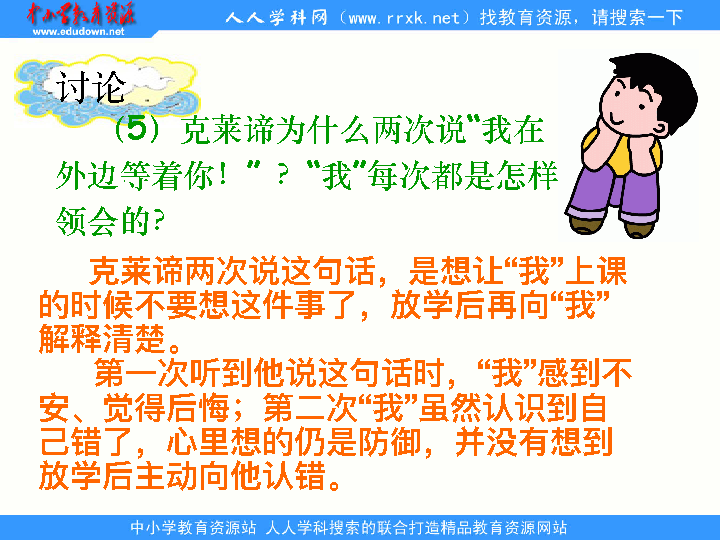 中小学教育资源
www.edudown.net
人人学科网（www.rrxk.net）找教育资源，请搜索一下
讨论
（5）克莱谛为什么两次说“我在
外边等着你！”？“我”每次都是怎样
领会的？
克莱谛两次说这句话，是想让“我”上课
的时候不要想这件事了，放学后再向“我”
解释清楚。
第一次听到他说这句话时，“我”感到不
安、觉得后悔；第二次“我”虽然认识到自
己错了，心里想的仍是防御，并没有想到
放学后主动向他认错。
中小学教育资源站 人人学科搜索的联合打造精品教育资源网站